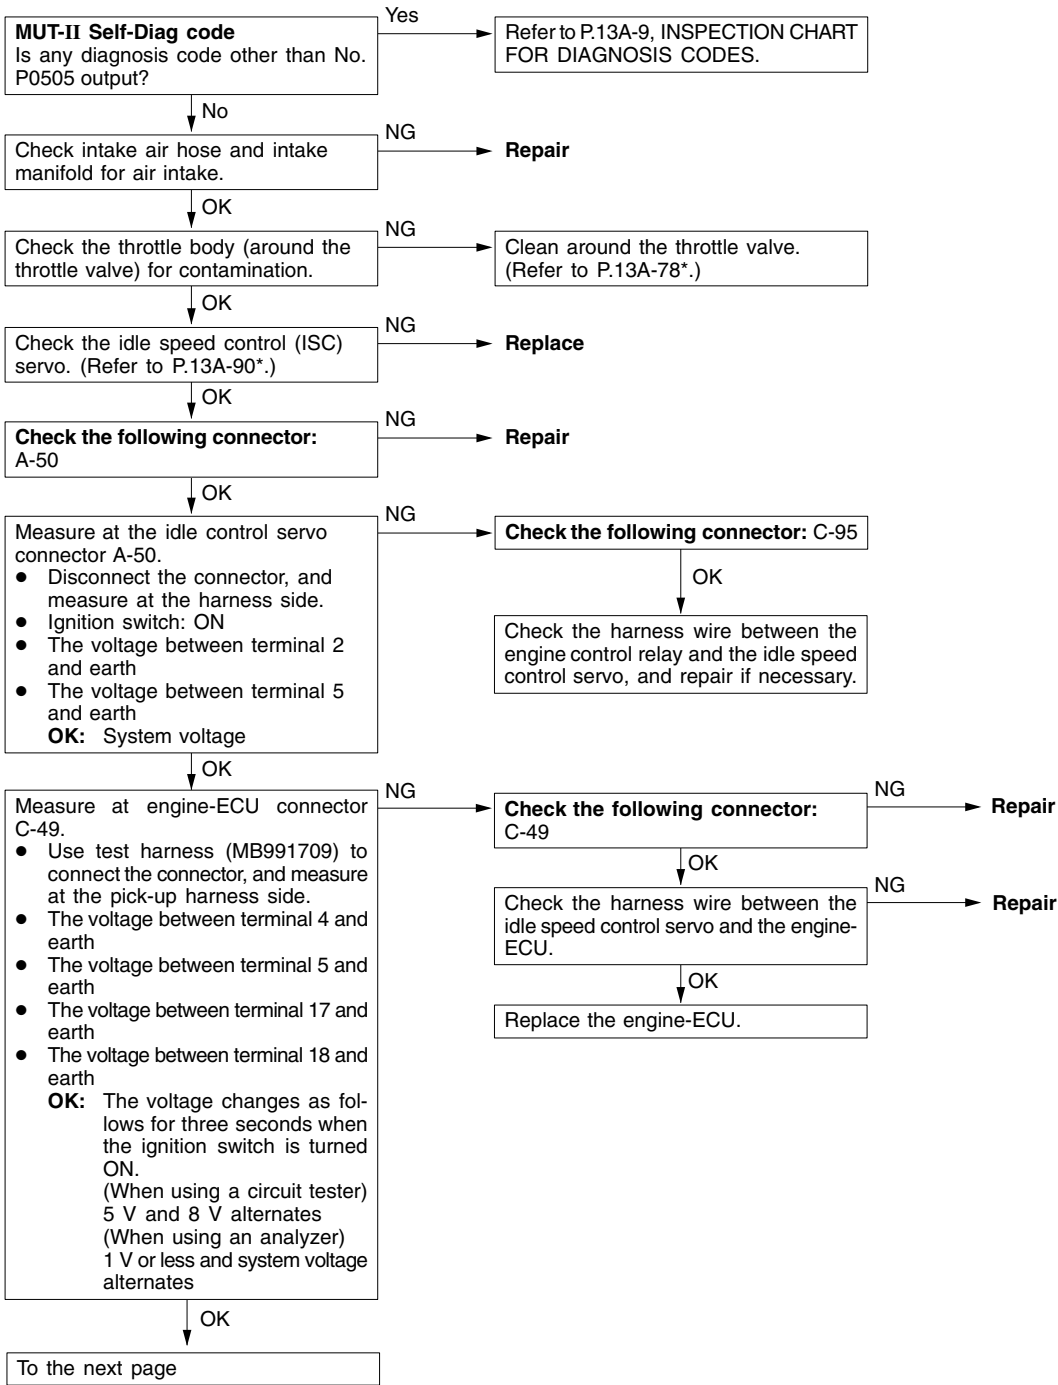 MUT-II Self-Diag code
Is any diagnosis code other than No.
P0505 output?
Yes
Refer to P.13A-9, INSPECTION CHART
FOR DIAGNOSIS CODES.
No
Check intake air hose and intake
manifold for air intake.
NG
Repair
OK
Check the throttle body (around the
throttle valve) for contamination.
NG
Clean around the throttle valve.
(Refer to P.13A-78*.)
OK
Check the idle speed control (ISC)
servo. (Refer to P.13A-90*.)
NG
Replace
OK
Check the following connector:
A-50
NG
Repair
OK
Measure at the idle control servo
connector A-50.
● Disconnect the connector, and
measure at the harness side.
● Ignition switch: ON
● The voltage between terminal 2
and earth
● The voltage between terminal 5
and earth
OK: System voltage
NG
Check the following connector: C-95
OK
Check the harness wire between the
engine control relay and the idle speed
control servo, and repair if necessary.
OK
Measure at engine-ECU connector
C-49.
● Use test harness (MB991709) to
connect the connector, and measure
at the pick-up harness side.
● The voltage between terminal 4 and
earth
● The voltage between terminal 5 and
earth
● The voltage between terminal 17 and
earth
● The voltage between terminal 18 and
earth
OK: The voltage changes as fol-
lows for three seconds when
the ignition switch is turned
ON.
(When using a circuit tester)
5 V and 8 V alternates
(When using an analyzer)
1 V or less and system voltage
alternates
NG
Check the following connector:
C-49
NG
Repair
OK
Check the harness wire between the
idle speed control servo and the engine-
ECU.
NG
Repair
OK
Replace the engine-ECU.
OK
To the next page